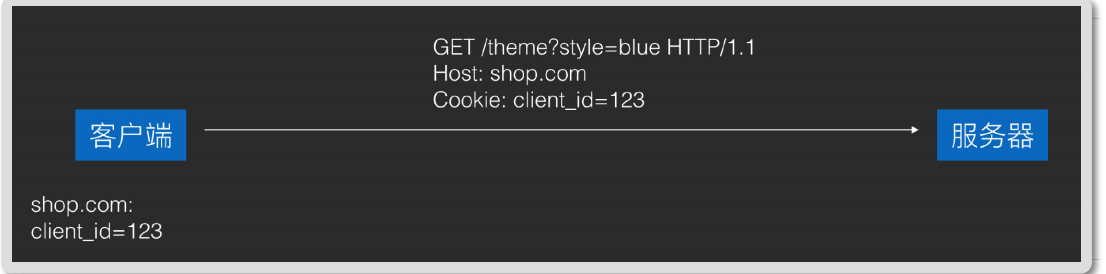 GET /theme?style=blue HTTP/1.1
Host: shop.com
Cookie: client_id=123
客户端
服务器
shop.com:
client_id=123